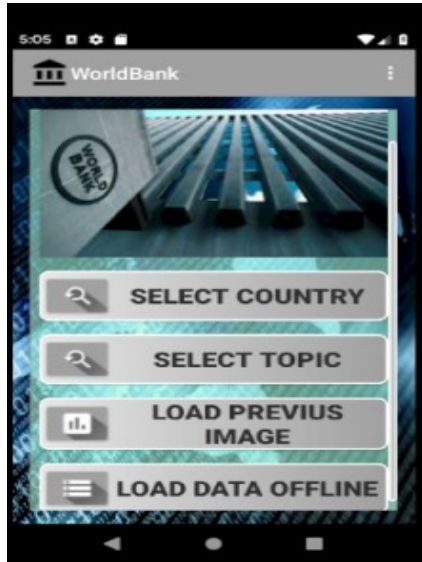 5:05
WorldBank
WORLD
BANK
SELECT COUNTRY
SELECT TOPIC
LOAD PREVIUS
IMAGE
LOAD DATA OFFLINE